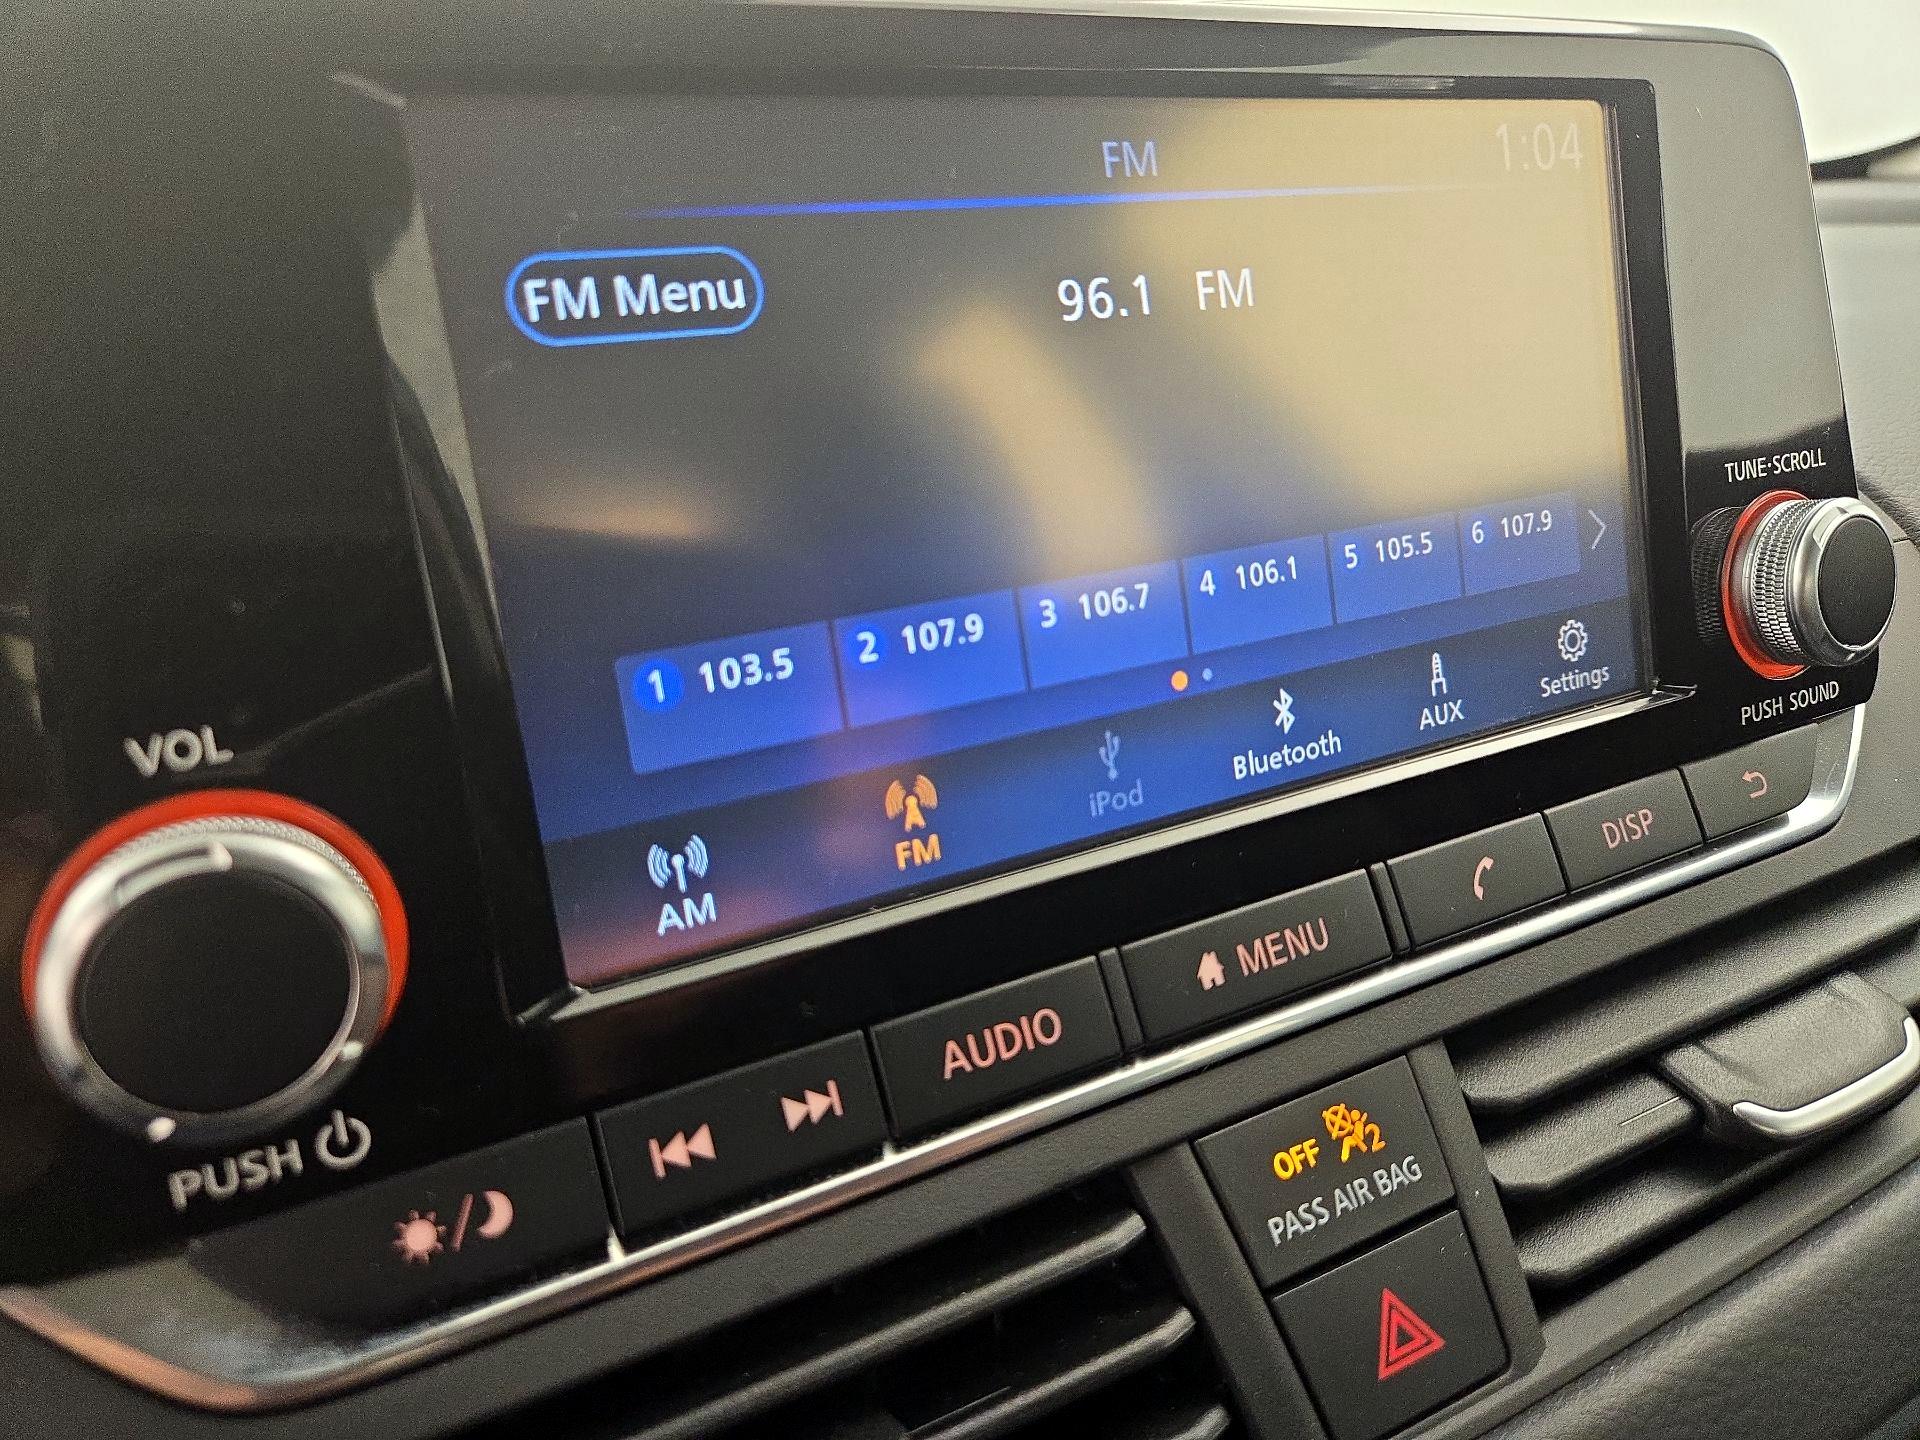 FM
1:04
FM Menu
96.1 FM
1 103.5
2 107.9
3 106.7
4 106.1
5 105.5
6 107.9
AM
FM
iPod
Bluetooth
AUX
Settings
TUNE·SCROLL
PUSH SOUND
VOL
PUSH
AUDIO
MENU
DISP
OFF 2
PASS AIR BAG